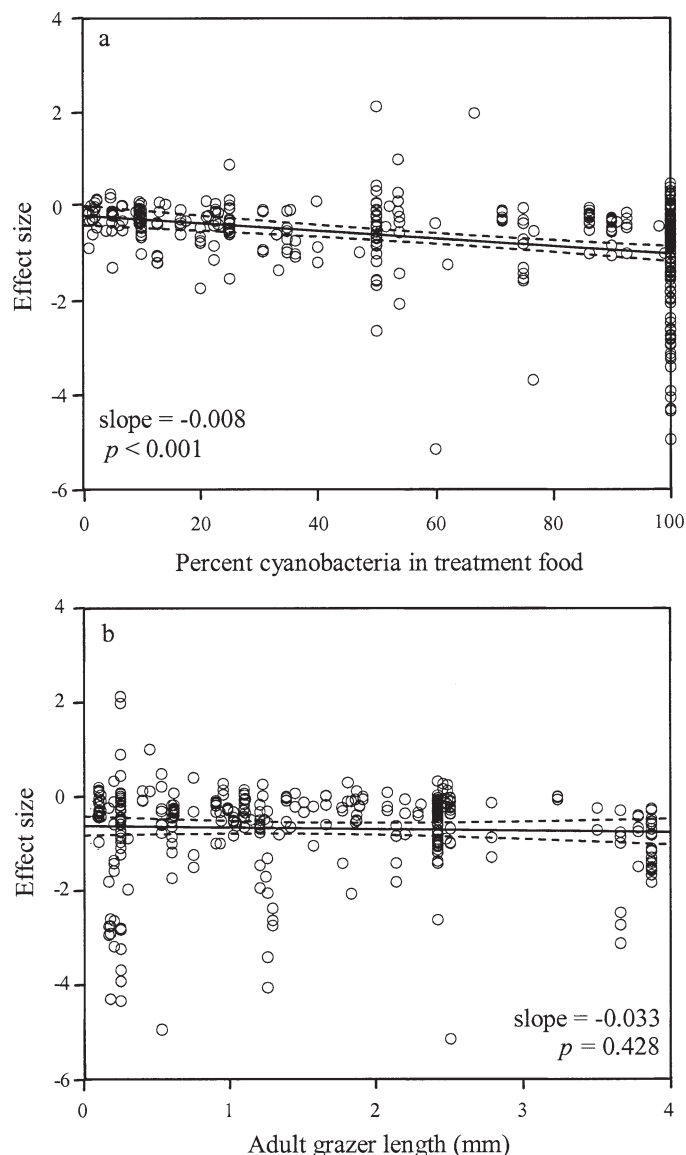 a
4
2
0
-2
-4
-6
Effect size
slope = -0.008
p < 0.001
0 20 40 60 80 100
Percent cyanobacteria in treatment food
b
4
2
0
-2
-4
-6
Effect size
slope = -0.033
p = 0.428
0 1 2 3 4
Adult grazer length (mm)